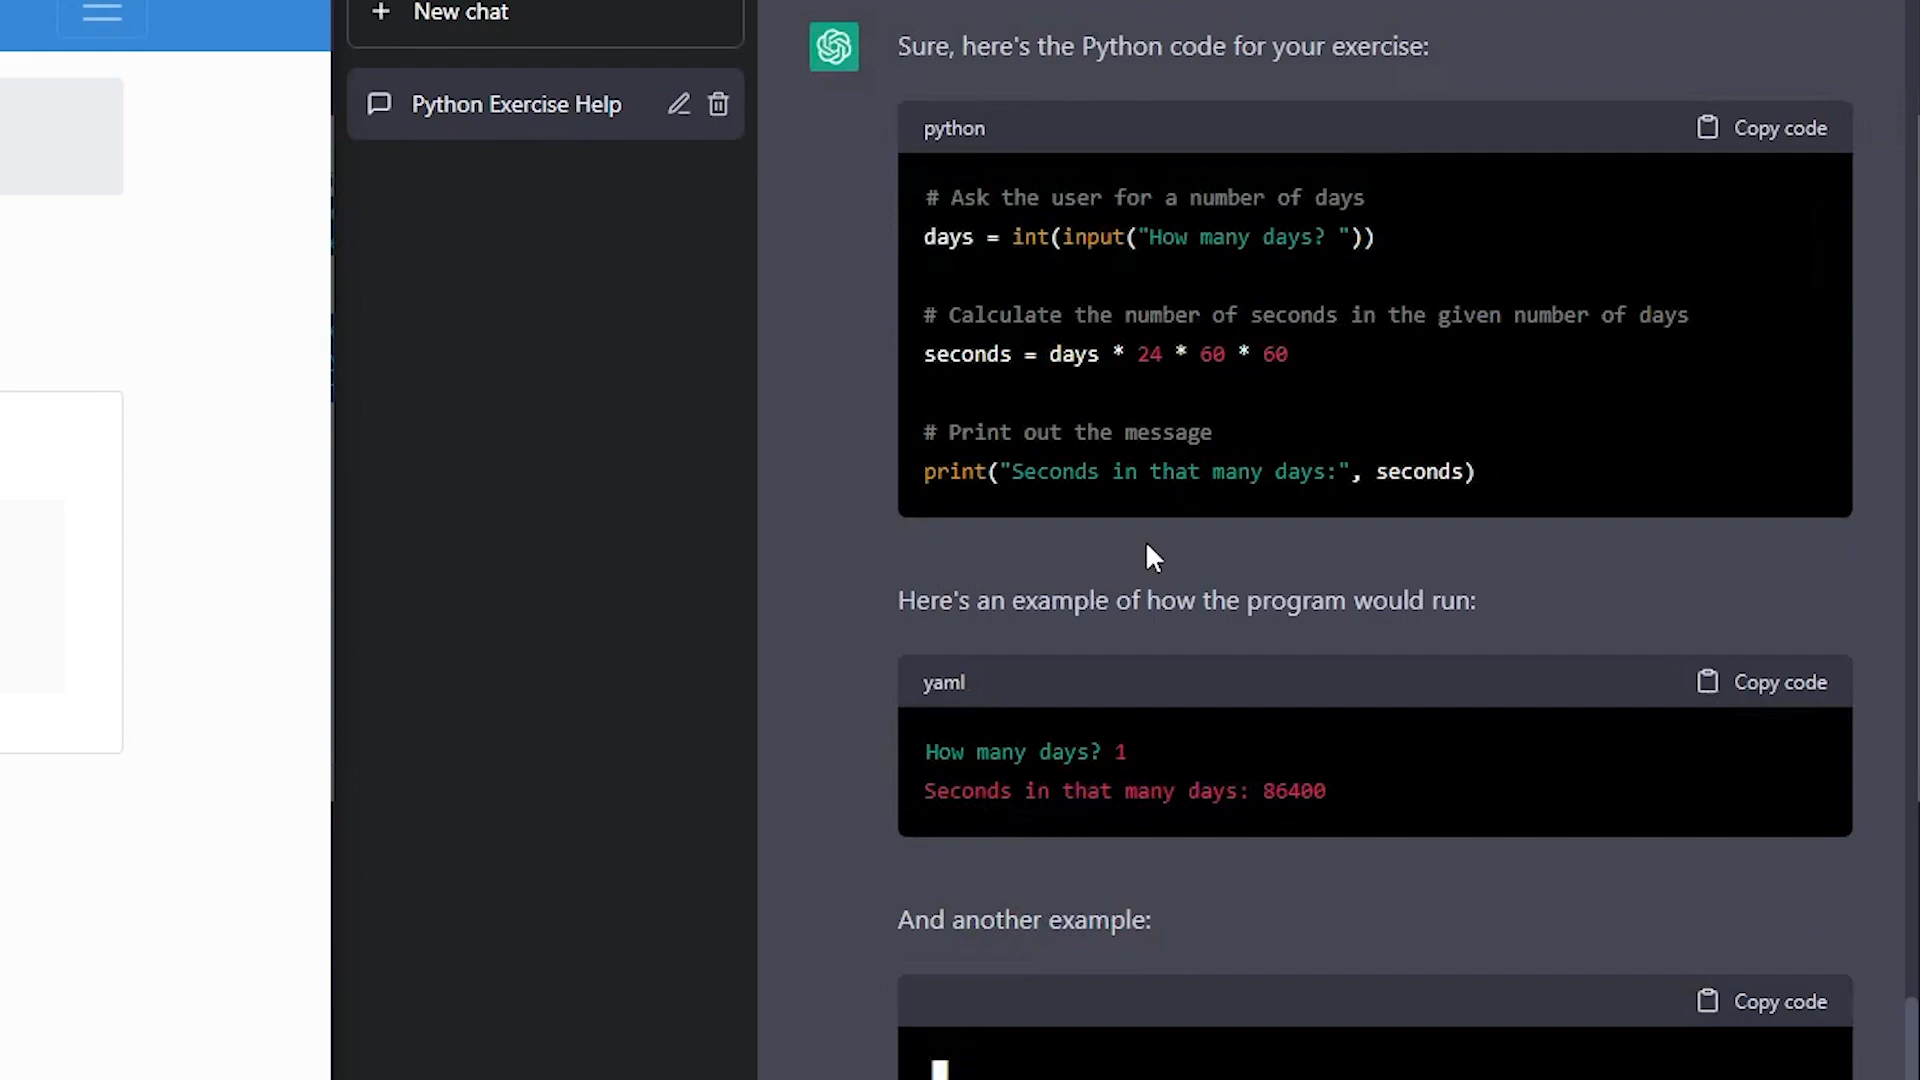 New chat
Python Exercise Help
Sure, here's the Python code for your exercise:
python
Copy code
# Ask the user for a number of days
days = int(input("How many days? "))
# Calculate the number of seconds in the given number of days
seconds = days * 24 * 60 * 60
# Print out the message
print("Seconds in that many days:", seconds)
Here's an example of how the program would run:
yaml
Copy code
How many days? 1
Seconds in that many days: 86400
And another example:
Copy code